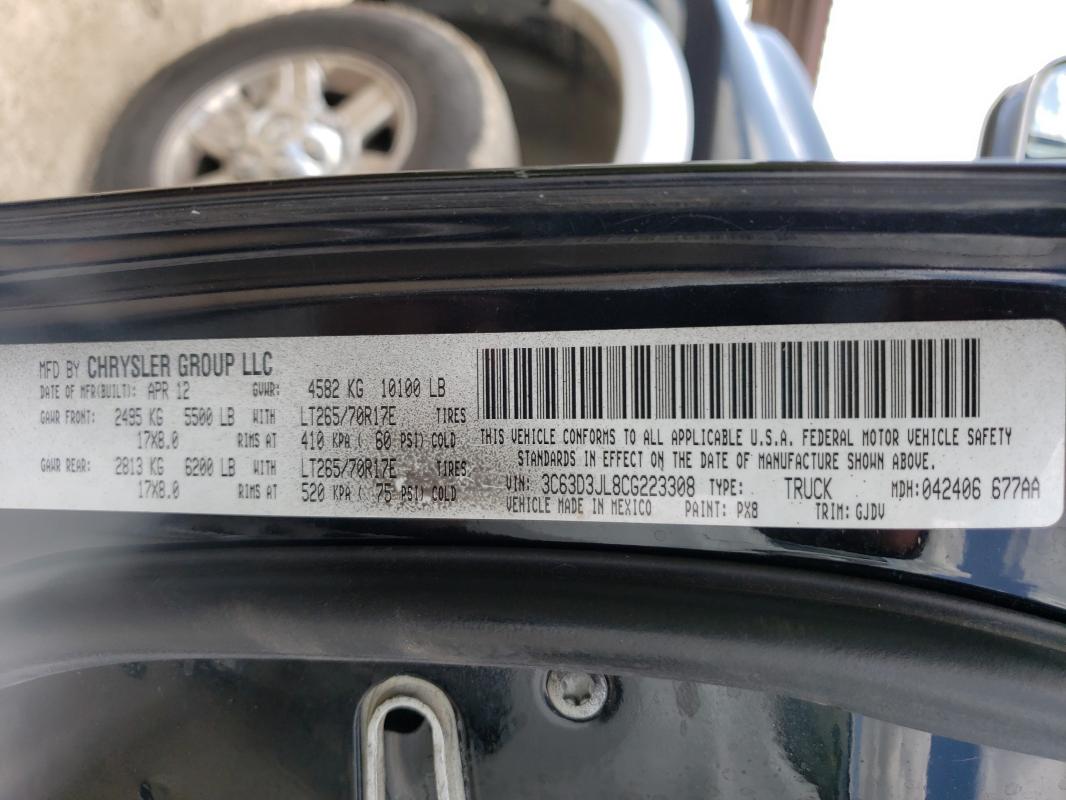 MFD BY CHRYSLER GROUP LLC
DATE OF MFR(BUILT): APR 12 GVWR: 4582 KG 10100 LB
GAWR FRONT: 2495 KG 5500 LB WITH LT265/70R17E TIRES
17X8.0 RIMS AT 410 KPA ( 60 PSI) COLD
GAWR REAR: 2813 KG 6200 LB WITH LT265/70R17E TIRES
17X8.0 RIMS AT 520 KPA ( 75 PSI) COLD
THIS VEHICLE CONFORMS TO ALL APPLICABLE U.S.A. FEDERAL MOTOR VEHICLE SAFETY
STANDARDS IN EFFECT ON THE DATE OF MANUFACTURE SHOWN ABOVE.
VIN: 3C63D3JL8CG223308 TYPE: TRUCK MDH: 042406 677AA
VEHICLE MADE IN MEXICO PAINT: PX8 TRIM: GJDV